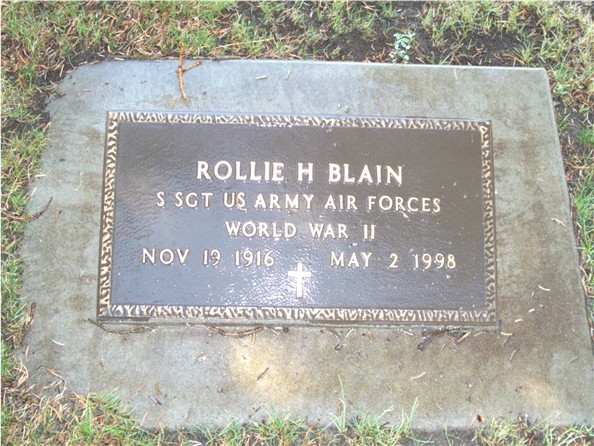 ROLLIE H BLAIN
S SGT US ARMY AIR FORCES
WORLD WAR II
NOV 19 1916 MAY 2 1998